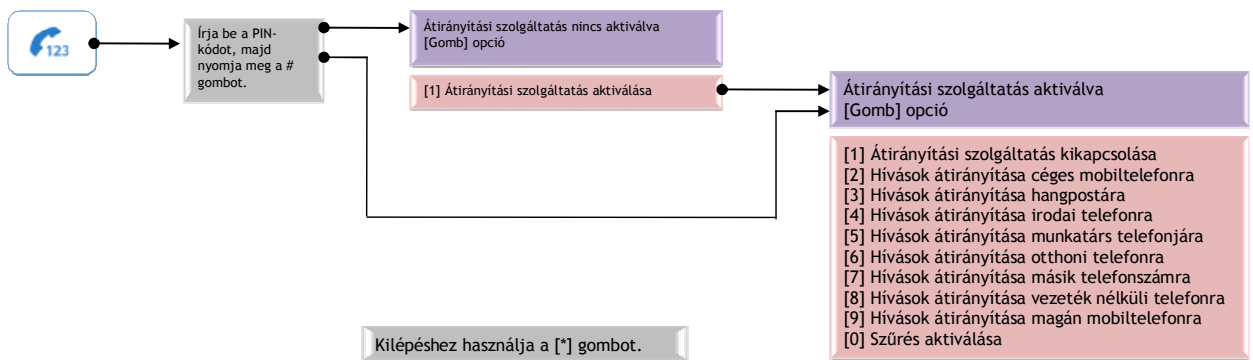 123
Írja be a PIN-
kódot, majd
nyomja meg a #
gombot.
Átirányítási szolgáltatás nincs aktiválva
[Gomb] opció
[1] Átirányítási szolgáltatás aktiválása
Átirányítási szolgáltatás aktiválva
[Gomb] opció
[1] Átirányítási szolgáltatás kikapcsolása
[2] Hívások átirányítása céges mobiltelefonra
[3] Hívások átirányítása hangpostára
[4] Hívások átirányítása irodai telefonra
[5] Hívások átirányítása munkatárs telefonjára
[6] Hívások átirányítása otthoni telefonra
[7] Hívások átirányítása másik telefonszámra
[8] Hívások átirányítása vezeték nélküli telefonra
[9] Hívások átirányítása magán mobiltelefonra
[0] Szűrés aktiválása
Kilépéshez használja a [*] gombot.